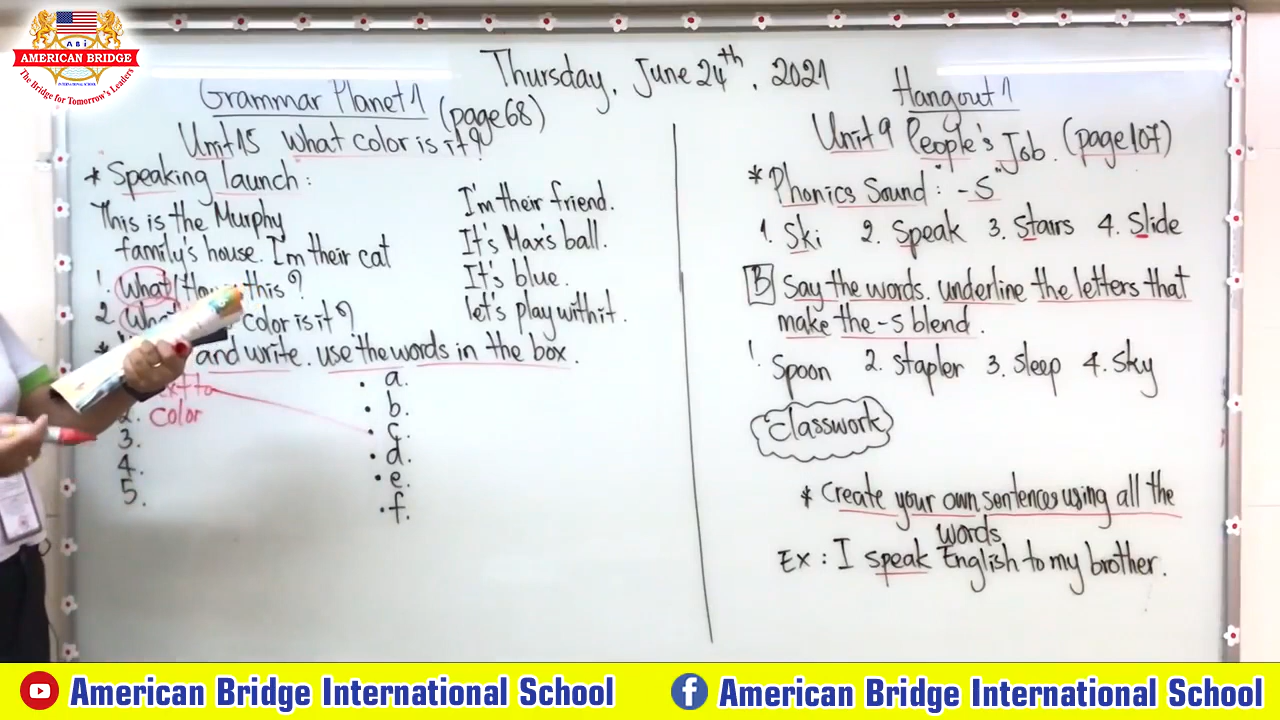 ABi
AMERICAN BRIDGE
INTERNATIONAL SCHOOL
The Bridge for Tomorrow's Leaders
Thursday, June 24th, 2021
Grammar Planet 1 (page 68)
Unit 15 What color is it?
* Speaking launch:
This is the Murphy
family's house. I'm their cat
1. What this?
2. What color is it?
and write. use the words in the box.
to
2. color
3.
4.
5.
I'm their friend.
It's Max's ball.
It's blue.
let's play with it.
• a.
• b.
• c.
• d.
• e.
• f.
Hangout 1
Unit 9 People's Job. (page 107)
* Phonics Sound: "-S"
1. Ski 2. Speak 3. Stairs 4. Slide
B Say the words. underline the letters that
make the -s blend.
1. Spoon 2. Stapler 3. Sleep 4. Sky
Classwork
* Create your own sentences using all the
words
Ex: I speak English to my brother.
American Bridge International School
f American Bridge International School